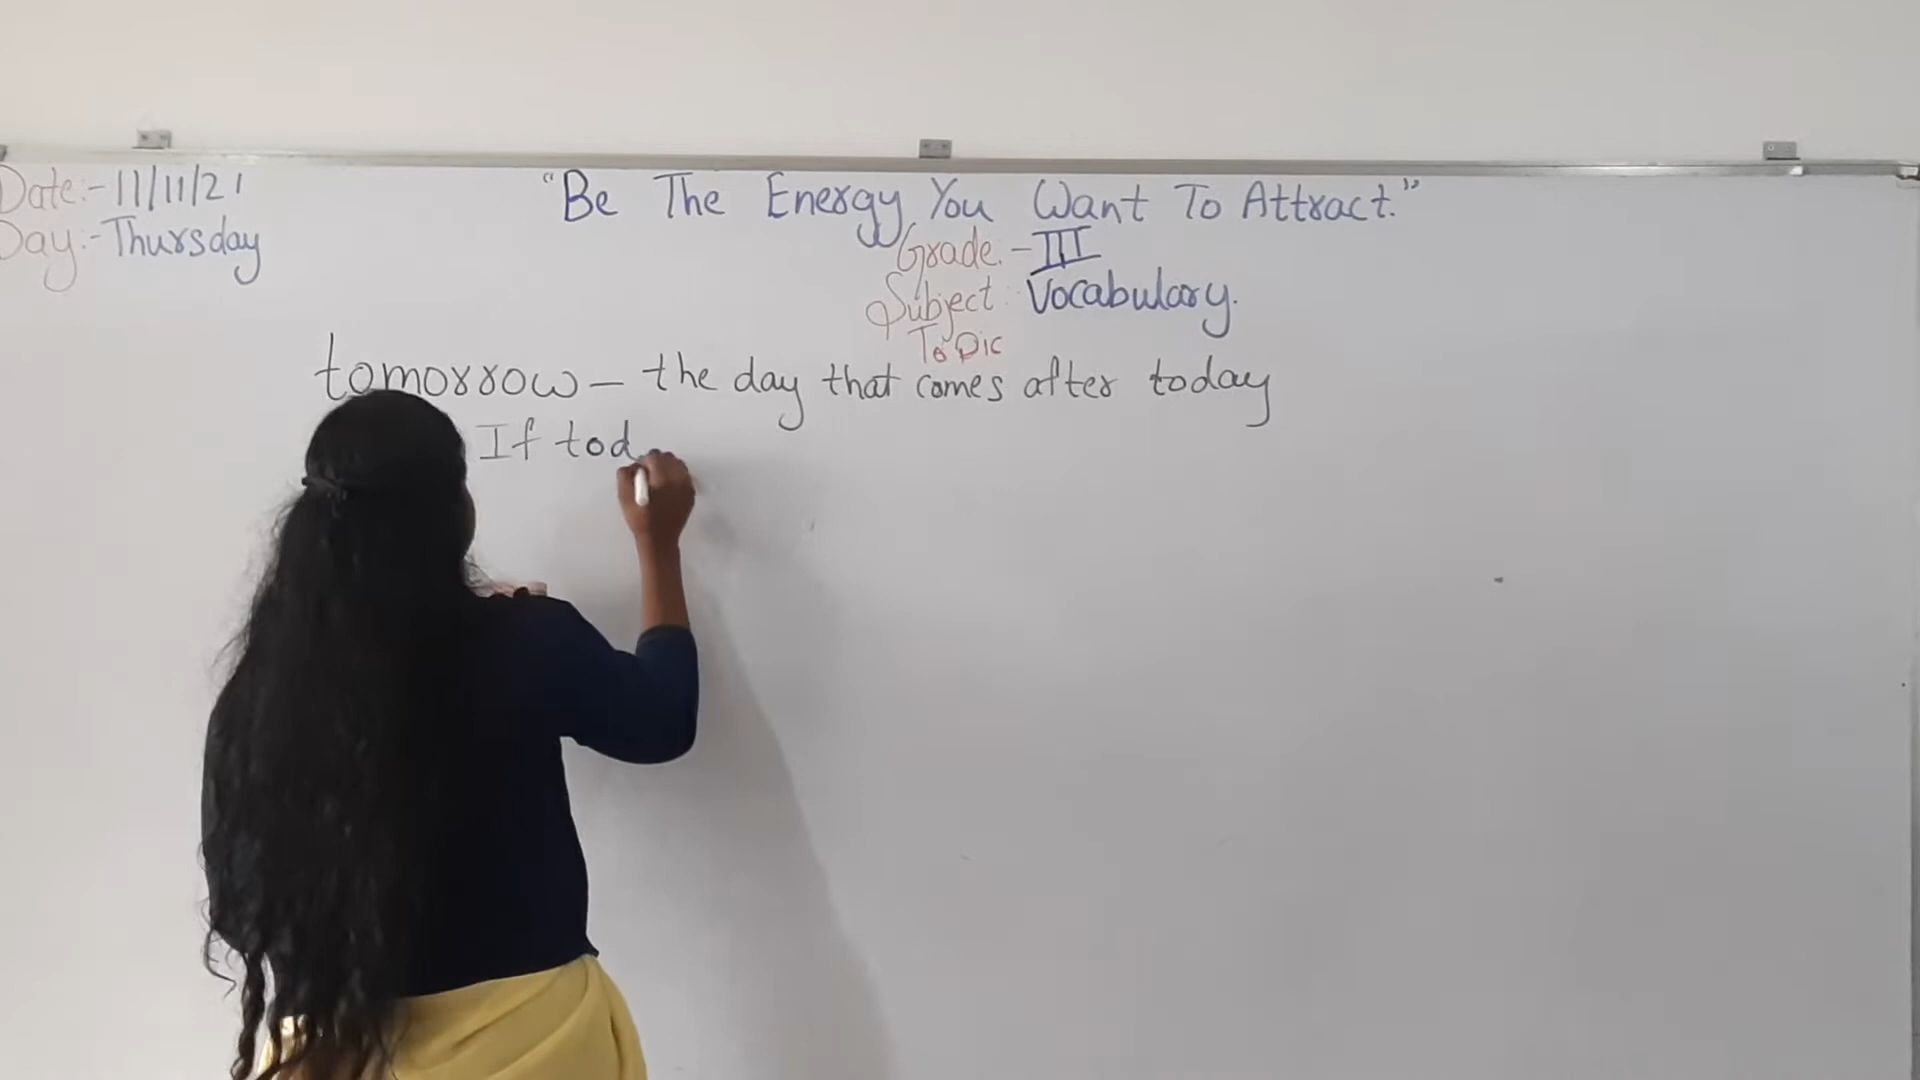 Date:- 11/11/21
Day:- Thursday
"Be The Energy You Want To Attract."
Grade:- III
Subject: Vocabulary.
Topic
tomorrow – the day that comes after today
If tod